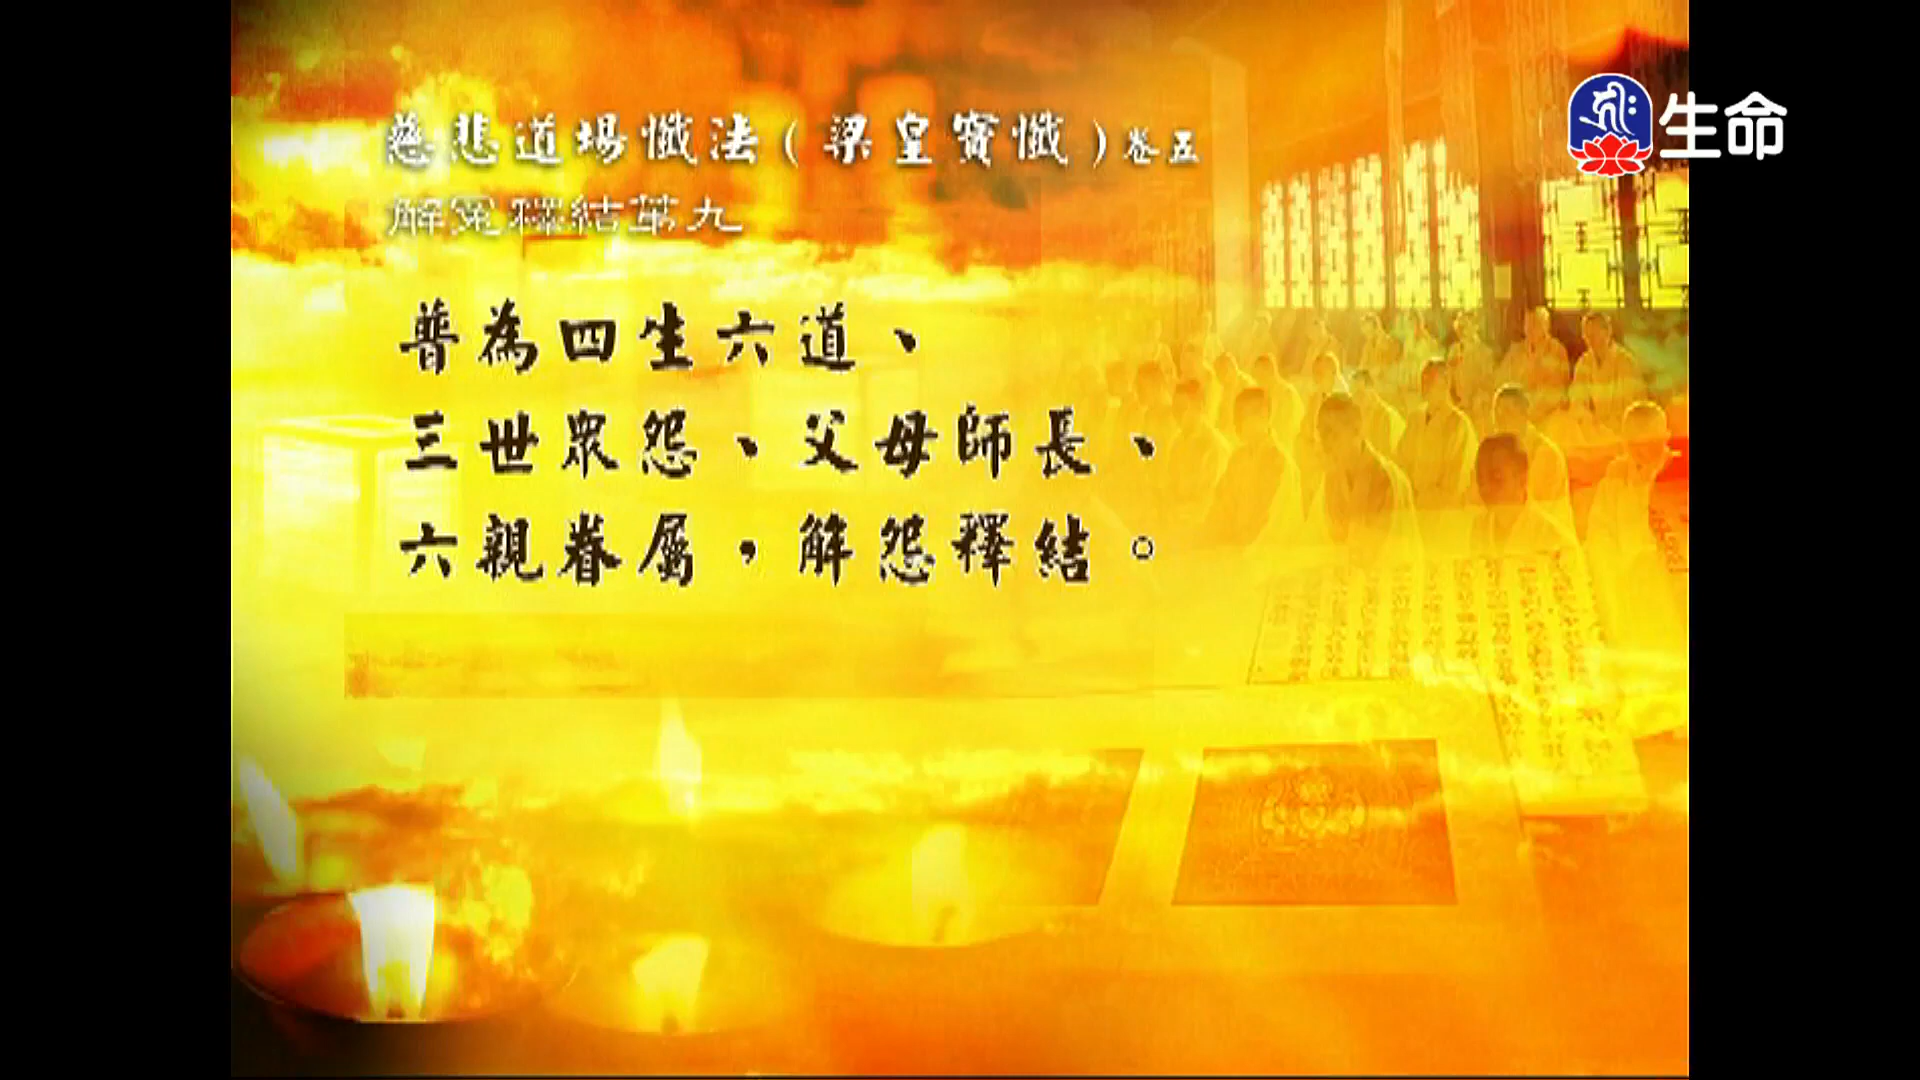 慈悲道場懺法(梁皇寶懺)卷五
解冤釋結第九
生命
普為四生六道、
三世眾怨、父母師長、
六親眷屬,解怨釋結。